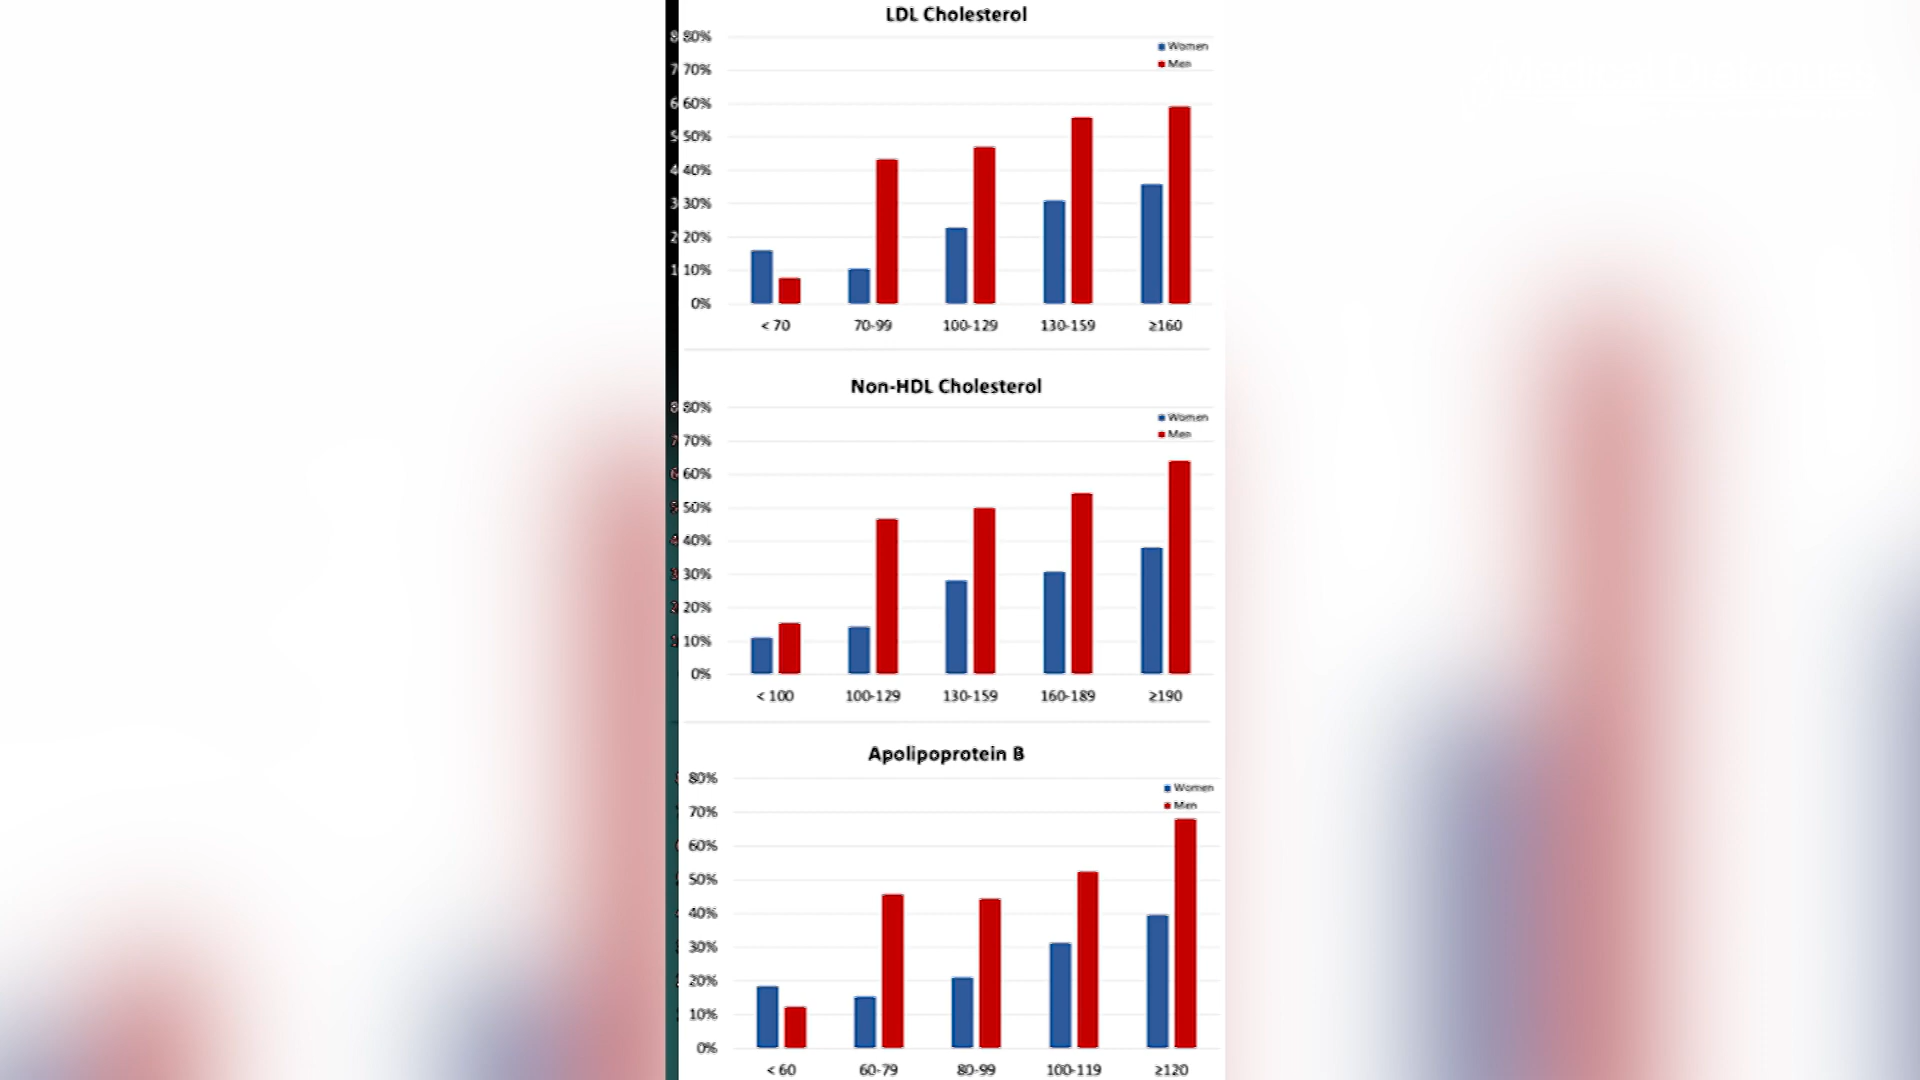 LDL Cholesterol
80%
Women
Men
70%
60%
50%
40%
30%
20%
10%
0%
< 70 70-99 100-129 130-159 ≥160
Non-HDL Cholesterol
80%
Women
Men
70%
60%
50%
40%
30%
20%
10%
0%
< 100 100-129 130-159 160-189 ≥190
Apolipoprotein B
80%
Women
Men
70%
60%
50%
40%
30%
20%
10%
0%
< 60 60-79 80-99 100-119 ≥120